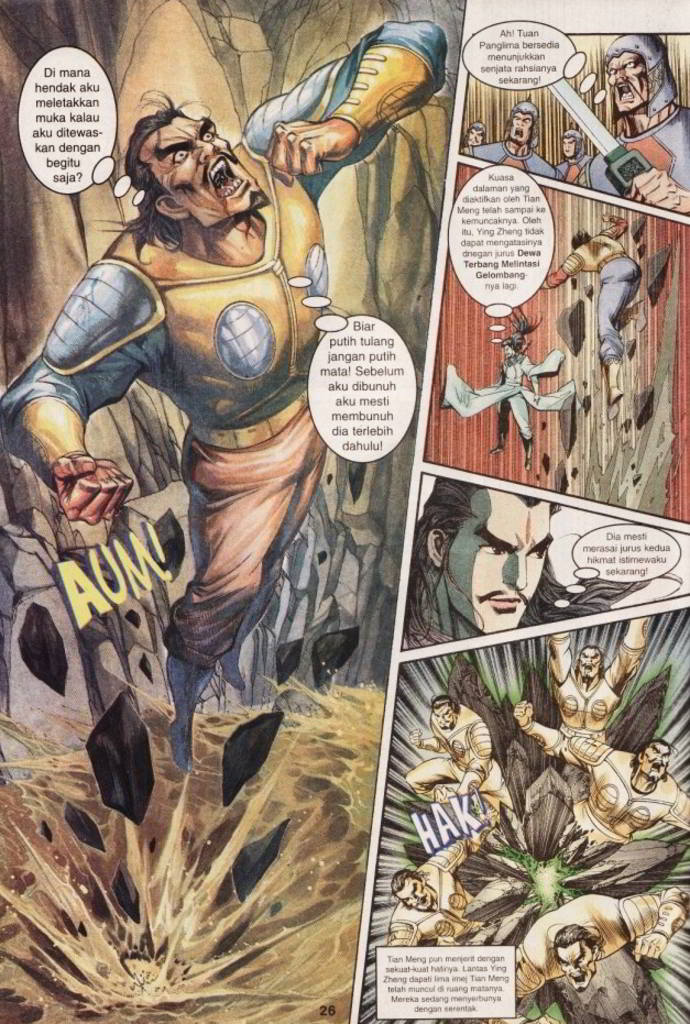 Di mana
hendak aku
meletakkan
muka kalau
aku ditewas-
kan dengan
begitu
saja?
Biar
putih tulang
jangan putih
mata! Sebelum
aku dibunuh
aku mesti
membunuh
dia terlebih
dahulu!
AUM!
Ah! Tuan
Panglima bersedia
menunjukkan
senjata rahsianya
sekarang!
Kuasa
dalaman yang
diaktifkan oleh Tian
Meng telah sampai ke
kemuncaknya. Oleh
itu, Ying Zheng tidak
dapat mengatasinya
dnegan jurus Dewa
Terbang Melintasi
Gelombang-
nya lagi.
Dia mesti
merasai jurus kedua
hikmat istimewaku
sekarang!
HAK!
Tian Meng pun menjerit dengan
sekuat-kuat hatinya. Lantas Ying
Zheng dapati lima imej Tian Meng
telah muncul di ruang matanya.
Mereka sedang menyerbunya
dengan serentak.
26